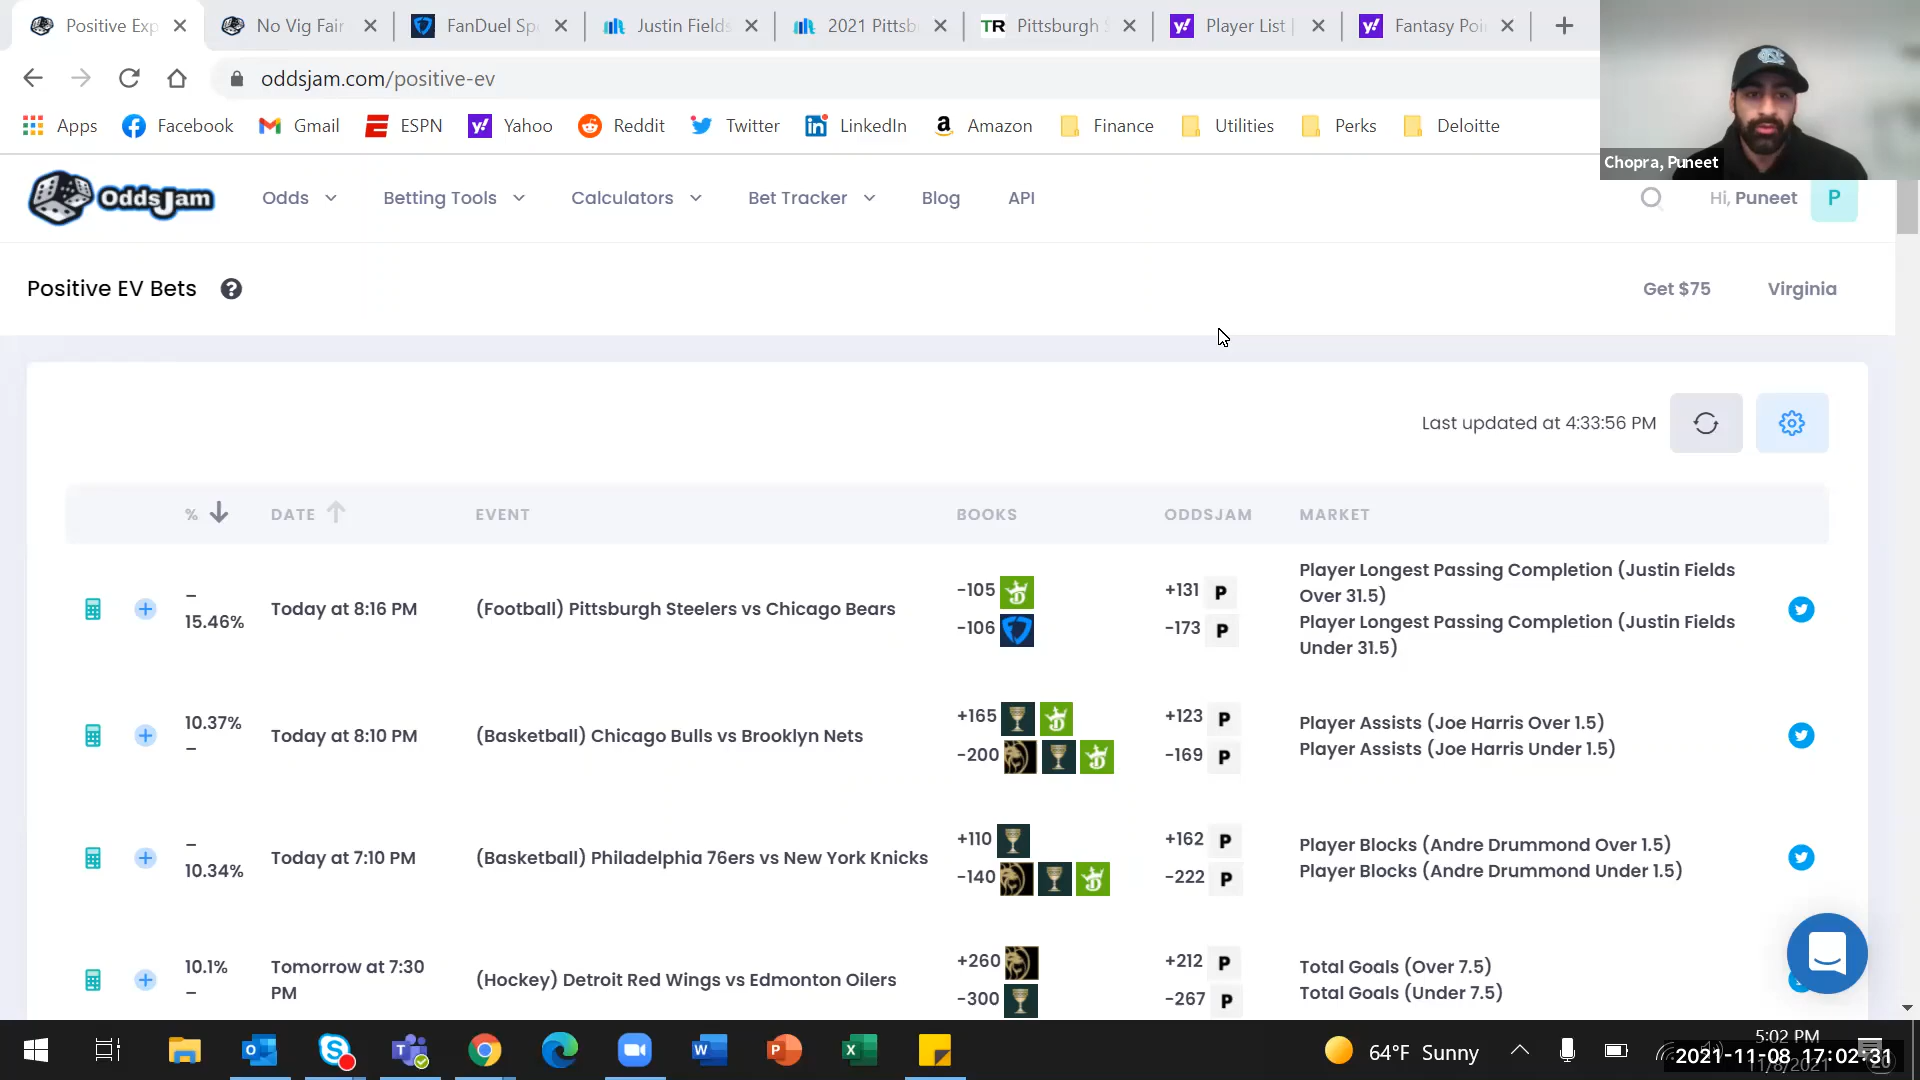 Positive Exp
No Vig Fair
FanDuel Sp
Justin Fields
2021 Pittsb
TR Pittsburgh S
y! Player List |
y! Fantasy Poi
oddsjam.com/positive-ev
Apps
Facebook
Gmail
ESPN
y! Yahoo
Reddit
Twitter
in LinkedIn
a Amazon
Finance
Utilities
Perks
Deloitte
Chopra, Puneet
OddsJam
Odds
Betting Tools
Calculators
Bet Tracker
Blog
API
Hi, Puneet P
Positive EV Bets ?
Get $75
Virginia
Last updated at 4:33:56 PM
% DATE EVENT BOOKS ODDSJAM MARKET
–
15.46%
Today at 8:16 PM
(Football) Pittsburgh Steelers vs Chicago Bears
-105
-106
+131 P
-173 P
Player Longest Passing Completion (Justin Fields
Over 31.5)
Player Longest Passing Completion (Justin Fields
Under 31.5)
10.37%
–
Today at 8:10 PM
(Basketball) Chicago Bulls vs Brooklyn Nets
+165
-200
+123 P
-169 P
Player Assists (Joe Harris Over 1.5)
Player Assists (Joe Harris Under 1.5)
–
10.34%
Today at 7:10 PM
(Basketball) Philadelphia 76ers vs New York Knicks
+110
-140
+162 P
-222 P
Player Blocks (Andre Drummond Over 1.5)
Player Blocks (Andre Drummond Under 1.5)
10.1%
–
Tomorrow at 7:30
PM
(Hockey) Detroit Red Wings vs Edmonton Oilers
+260
-300
+212 P
-267 P
Total Goals (Over 7.5)
Total Goals (Under 7.5)
64°F Sunny
5:02 PM
2021-11-08 17:02:31
11/8/2021
20